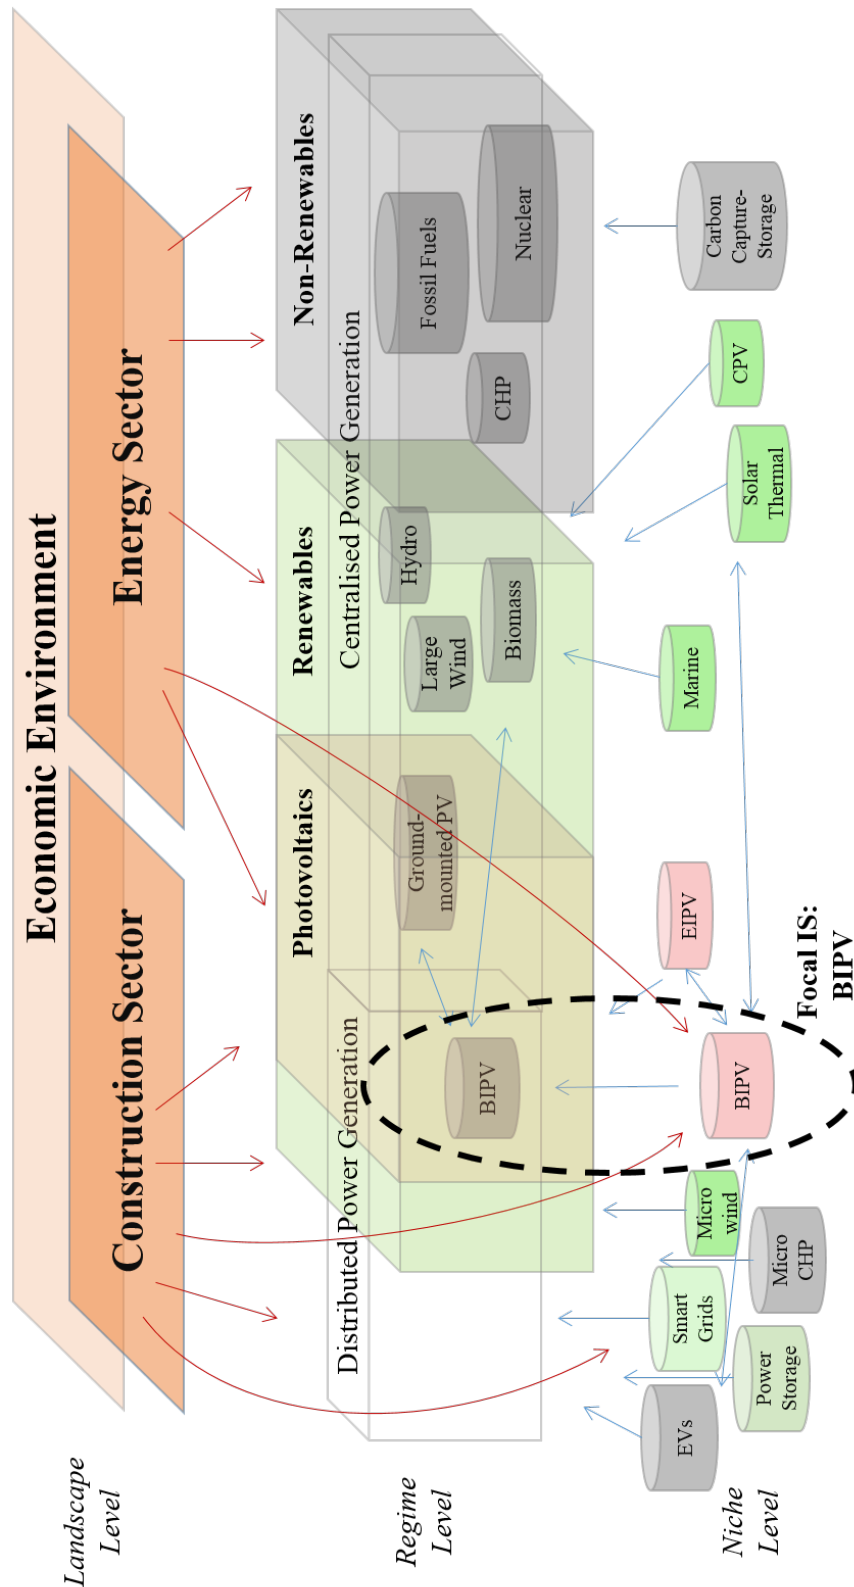 Economic Environment
Construction Sector
Energy Sector
Landscape
Level
Photovoltaics
Renewables
Non-Renewables
Distributed Power Generation
Centralised Power Generation
Regime
Level
BIPV
Ground-
mounted PV
Large
Wind
Hydro
Biomass
CHP
Fossil Fuels
Nuclear
Niche
Level
EVs
Power
Storage
Smart
Grids
Micro
CHP
Micro
wind
BIPV
EIPV
Marine
Solar
Thermal
CPV
Carbon
Capture-
Storage
Focal IS:
BIPV